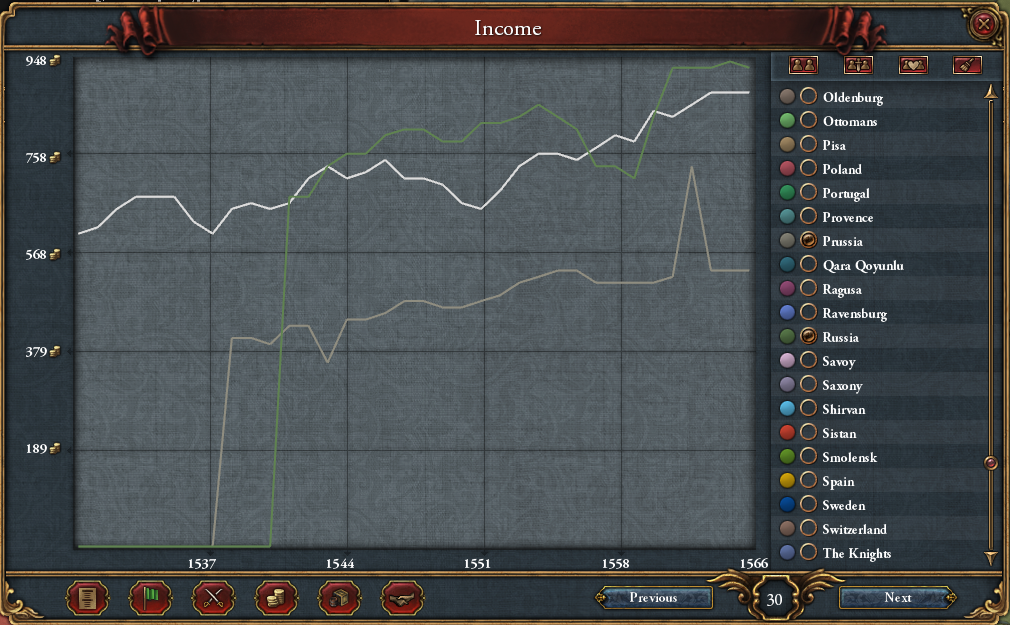 Income
948
758
568
379
189
1537
1544
1551
1558
1566
Oldenburg
Ottomans
Pisa
Poland
Portugal
Provence
Prussia
Qara Qoyunlu
Ragusa
Ravensburg
Russia
Savoy
Saxony
Shirvan
Sistan
Smolensk
Spain
Sweden
Switzerland
The Knights
Previous
30
Next